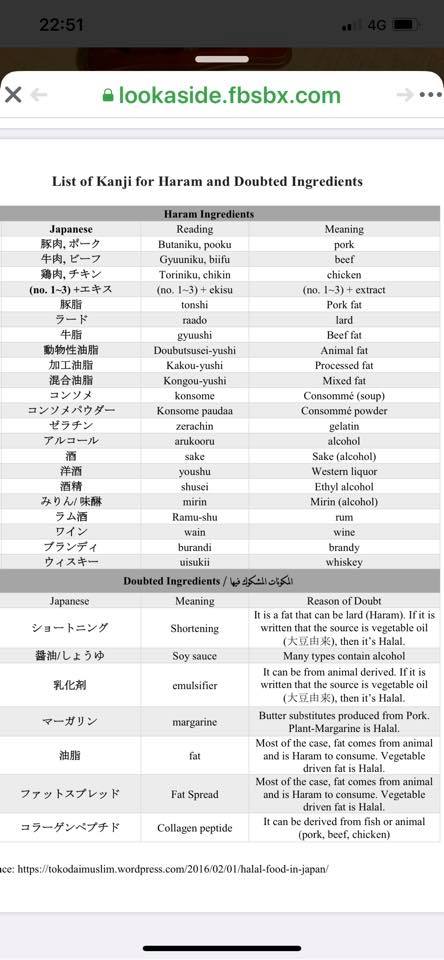 22:51
4G
lookaside.fbsbx.com
List of Kanji for Haram and Doubted Ingredients
Haram Ingredients
Japanese Reading Meaning
豚肉, ポーク Butaniku, pooku pork
牛肉, ビーフ Gyuuniku, biifu beef
鶏肉, チキン Toriniku, chikin chicken
(no. 1~3) +エキス (no. 1~3) + ekisu (no. 1~3) + extract
豚脂 tonshi Pork fat
ラード raado lard
牛脂 gyuushi Beef fat
動物性油脂 Doubutsusei-yushi Animal fat
加工油脂 Kakou-yushi Processed fat
混合油脂 Kongou-yushi Mixed fat
コンソメ konsome Consommé (soup)
コンソメパウダー Konsome paudaa Consommé powder
ゼラチン zerachin gelatin
アルコール arukooru alcohol
酒 sake Sake (alcohol)
洋酒 youshu Western liquor
酒精 shusei Ethyl alcohol
みりん/ 味醂 mirin Mirin (alcohol)
ラム酒 Ramu-shu rum
ワイン wain wine
ブランディ burandi brandy
ウィスキー uisukii whiskey
Doubted Ingredients / المكونات المشكوك فيها
Japanese Meaning Reason of Doubt
ショートニング Shortening It is a fat that can be lard (Haram). If it is
written that the source is vegetable oil
(大豆由来), then it's Halal.
醤油/しょうゆ Soy sauce Many types contain alcohol
乳化剤 emulsifier It can be from animal derived. If it is
written that the source is vegetable oil
(大豆由来), then it's Halal.
マーガリン margarine Butter substitutes produced from Pork.
Plant-Margarine is Halal.
油脂 fat Most of the case, fat comes from animal
and is Haram to consume. Vegetable
driven fat is Halal.
ファットスプレッド Fat Spread Most of the case, fat comes from animal
and is Haram to consume. Vegetable
driven fat is Halal.
コラーゲンペプチド Collagen peptide It can be derived from fish or animal
(pork, beef, chicken)
ce: https://tokodaimuslim.wordpress.com/2016/02/01/halal-food-in-japan/